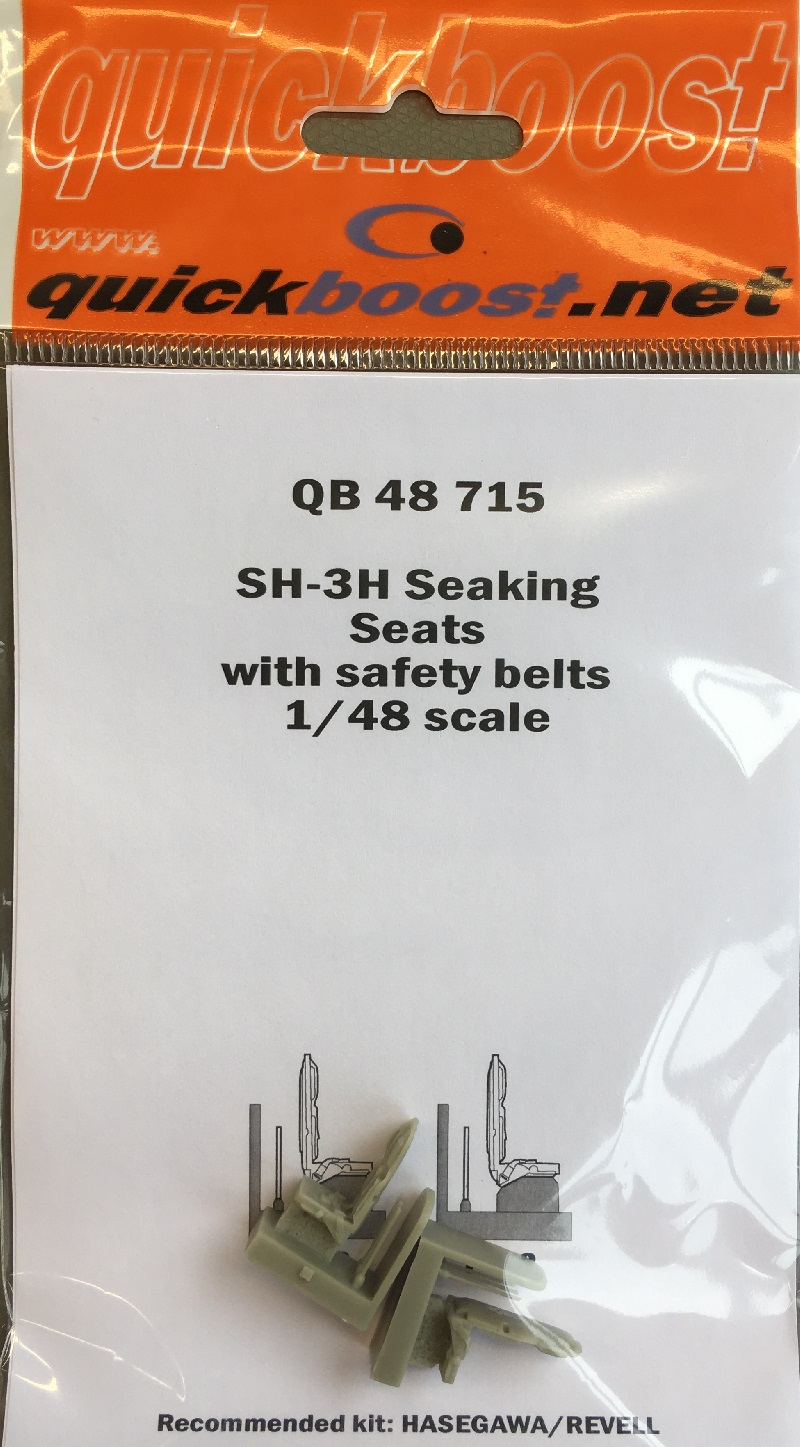 quickboost
www.
quickboost.net
QB 48 715
SH-3H Seaking
Seats
with safety belts
1/48 scale
Recommended kit: HASEGAWA/REVELL